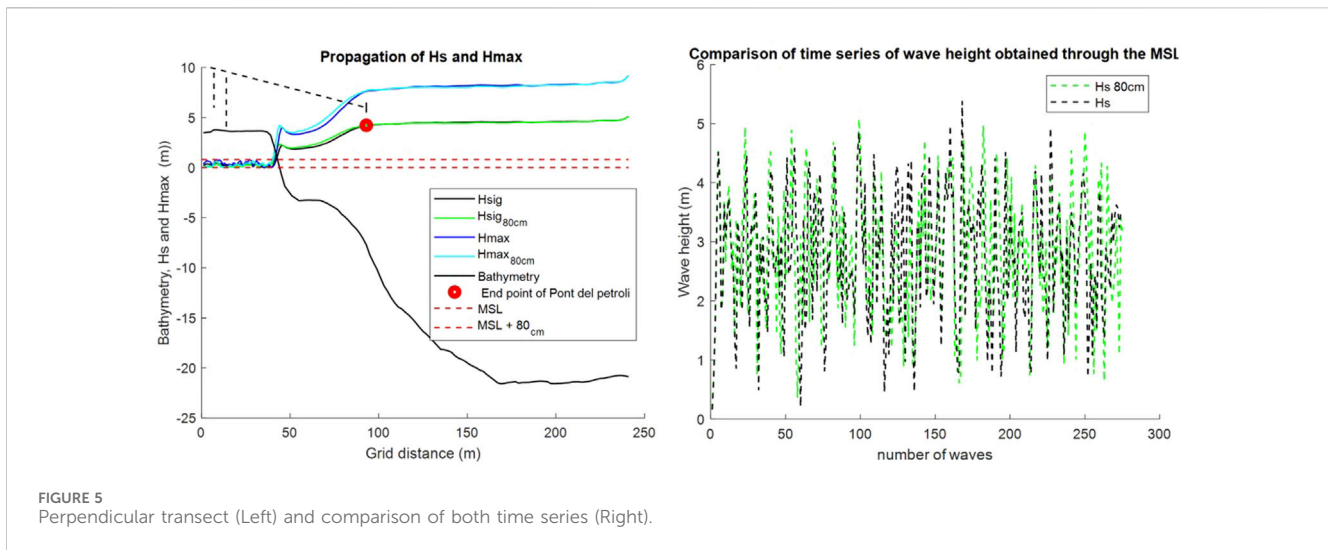 Propagation of Hs and Hmax
Bathymetry, Hs and Hmax (m))
10
5
0
-5
-10
-15
-20
-25
0
50
100
150
200
250
Grid distance (m)
Hsig
Hsig80cm
Hmax
Hmax80cm
Bathymetry
End point of Pont del petroli
MSL
MSL + 80cm
Comparison of time series of wave height obtained through the MSL
Wave height (m)
6
5
4
3
2
1
0
0
50
100
150
200
250
300
number of waves
Hs 80cm
Hs
FIGURE 5
Perpendicular transect (Left) and comparison of both time series (Right).